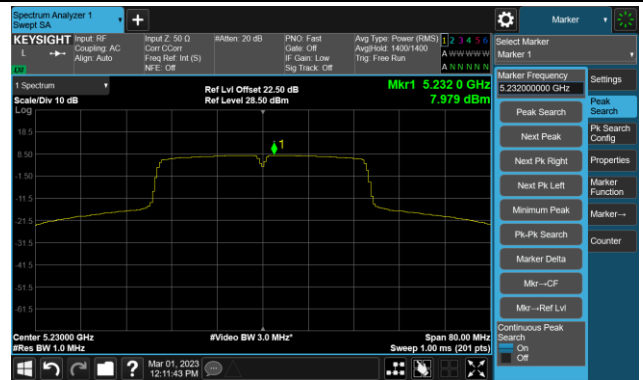 Spectrum Analyzer 1
Swept SA
+
Marker
KEYSIGHT
L
Input: RF
Coupling: AC
Align: Auto
Input Z: 50 Ω
Corr CCorr
Freq Ref: Int (S)
NFE: Off
#Atten: 20 dB
PNO: Fast
Gate: Off
IF Gain: Low
Sig Track: Off
Avg Type: Power (RMS)
Avg|Hold: 1400/1400
Trig: Free Run
1 2 3 4 5 6
A W W W W W
A N N N N N
Select Marker
Marker 1
1 Spectrum
Scale/Div 10 dB
Log
Ref Lvl Offset 22.50 dB
Ref Level 28.50 dBm
Mkr1 5.232 0 GHz
7.979 dBm
18.5
8.50
-1.50
-11.5
-21.5
-31.5
-41.5
-51.5
-61.5
1
Center 5.23000 GHz
#Res BW 1.0 MHz
#Video BW 3.0 MHz*
Span 80.00 MHz
Sweep 1.00 ms (201 pts)
Marker Frequency
5.232000000 GHz
Peak Search
Next Peak
Next Pk Right
Next Pk Left
Minimum Peak
Pk-Pk Search
Marker Delta
Mkr→CF
Mkr→Ref Lvl
Continuous Peak
Search
On
Off
Settings
Peak
Search
Pk Search
Config
Properties
Marker
Function
Marker→
Counter
?
Mar 01, 2023
12:11:43 PM